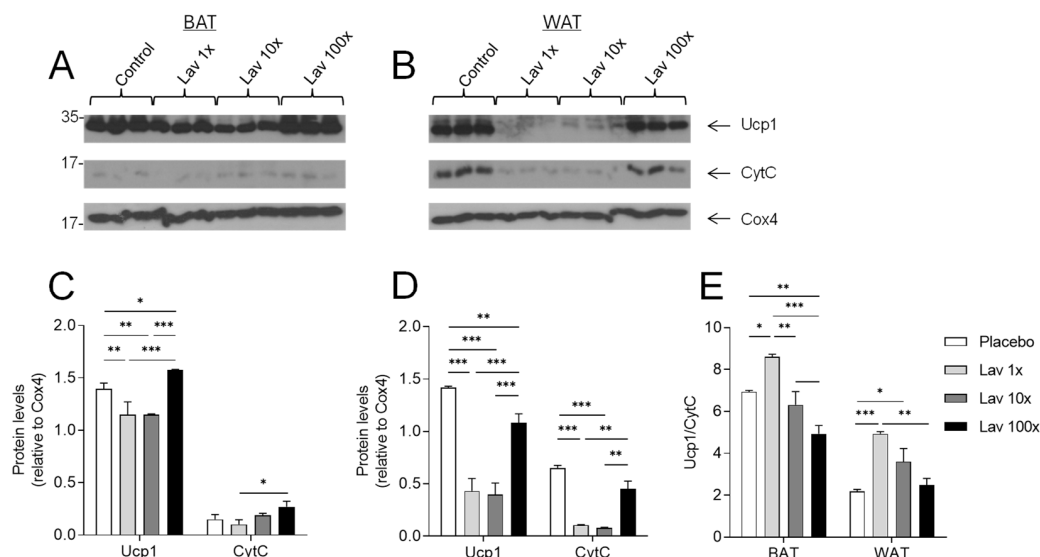 BAT
WAT
A
B
Control
Lav 1x
Lav 10x
Lav 100x
Control
Lav 1x
Lav 10x
Lav 100x
35
17
17
Ucp1
CytC
Cox4
C
D
E
*
** ***
** ***
*
2.0
1.5
1.0
0.5
0.0
Protein levels
(relative to Cox4)
Ucp1 CytC
**
***
*** ***
***
***
*** **
**
2.0
1.5
1.0
0.5
0.0
Protein levels
(relative to Cox4)
Ucp1 CytC
**
***
* **
*
*** **
10
8
6
4
2
0
Ucp1/CytC
BAT WAT
Placebo
Lav 1x
Lav 10x
Lav 100x